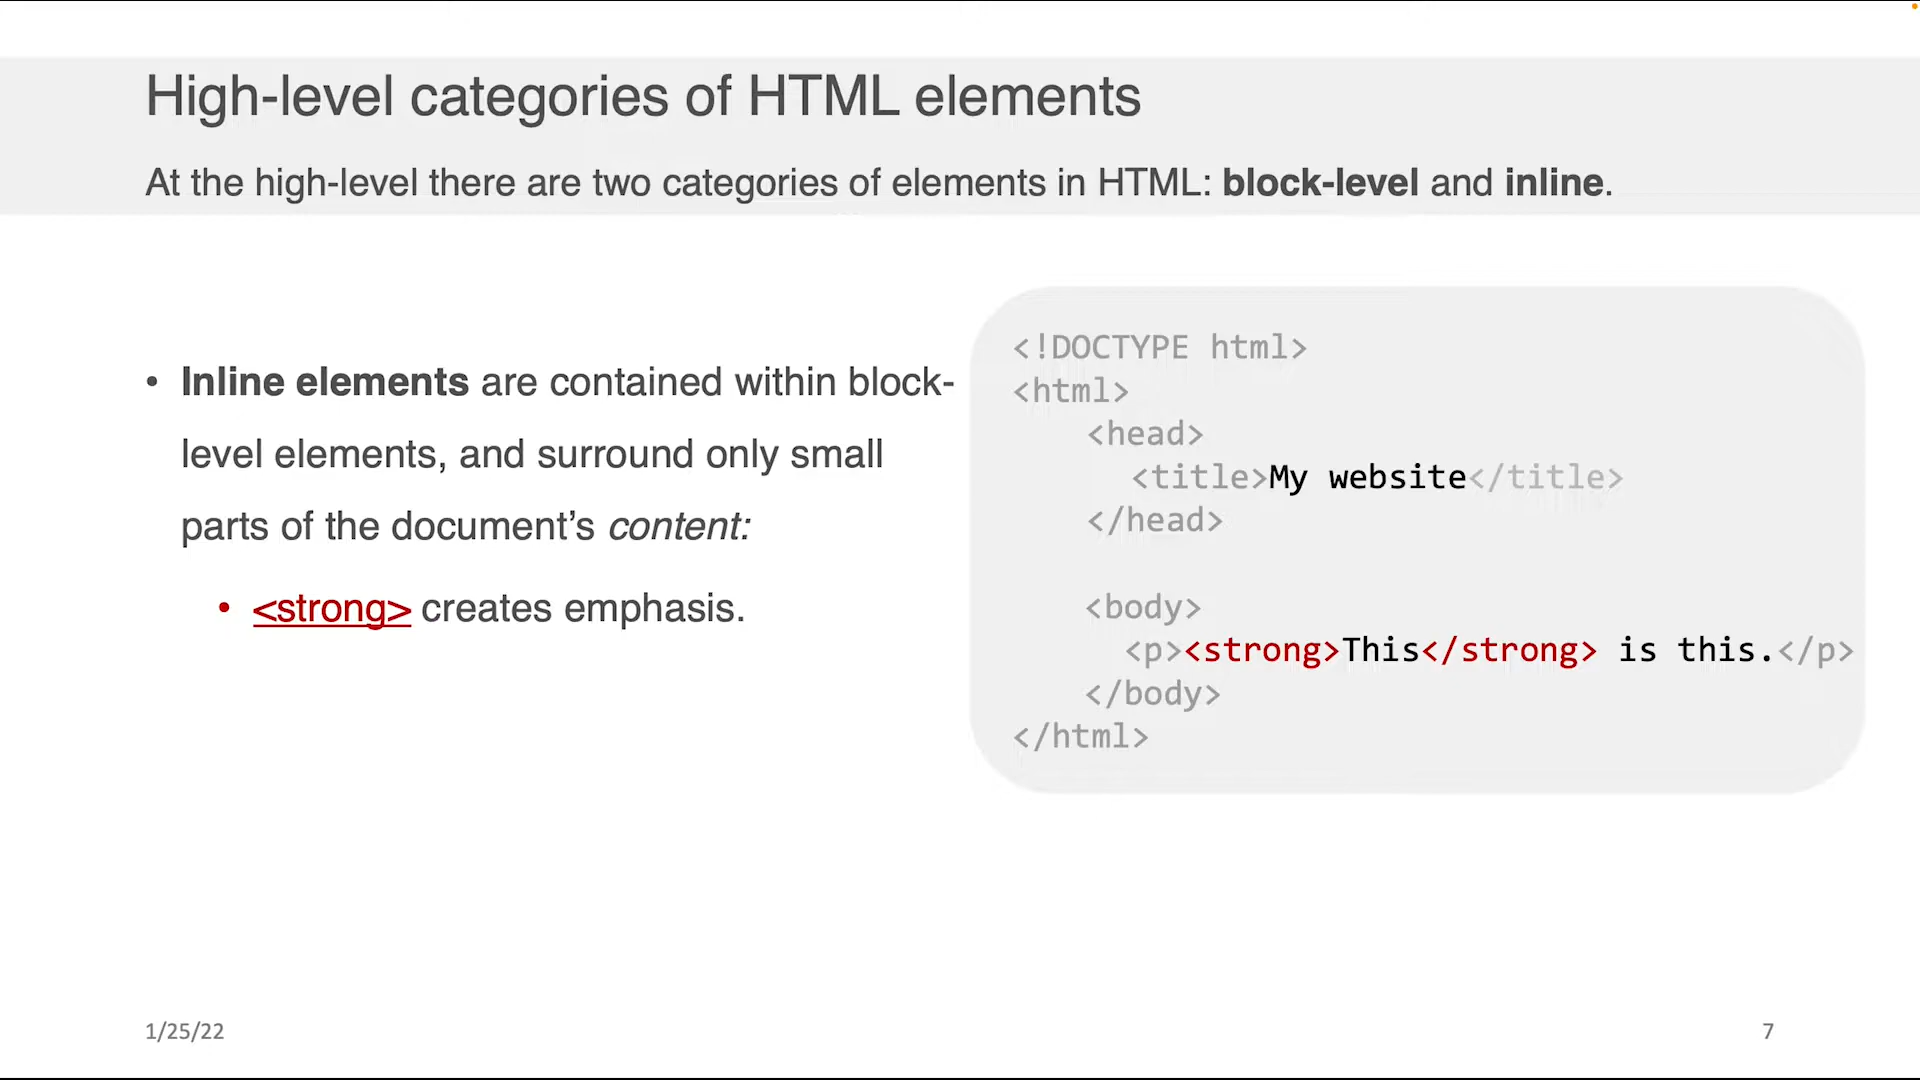 High-level categories of HTML elements
At the high-level there are two categories of elements in HTML: block-level and inline.
• Inline elements are contained within block-
level elements, and surround only small
parts of the document’s content:
• <strong> creates emphasis.
<!DOCTYPE html>
<html>
<head>
<title>My website</title>
</head>
<body>
<p><strong>This</strong> is this.</p>
</body>
</html>
1/25/22
7